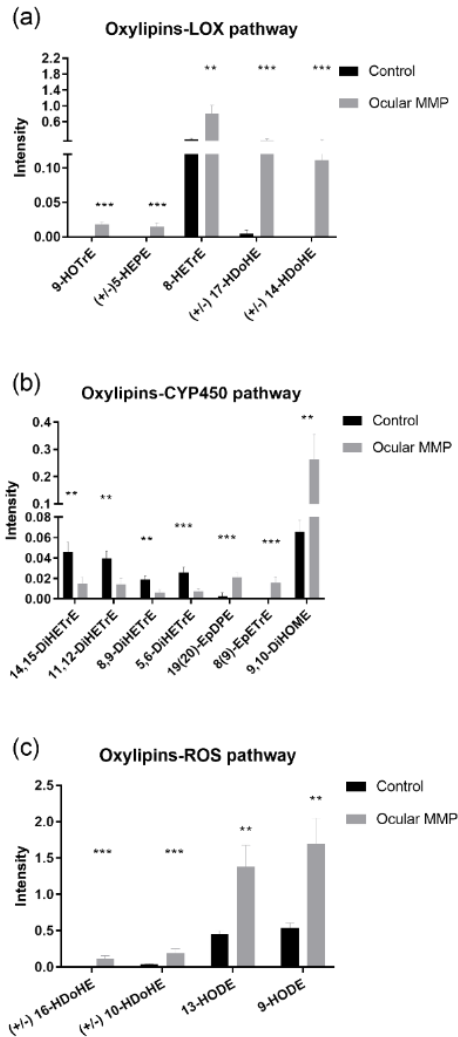 (a)
Oxylipins-LOX pathway
2.2
1.8
1.4
1.0
0.6
0.10
0.05
0.00
Intensity
***
***
**
***
***
Control
Ocular MMP
9-HOTrE
(+/-)5-HEPE
8-HETrE
(+/-) 17-HDoHE
(+/-) 14-HDoHE
(b)
Oxylipins-CYP450 pathway
0.4
0.3
0.2
0.1
0.08
0.06
0.04
0.02
0.00
Intensity
**
**
**
***
***
***
**
Control
Ocular MMP
14,15-DiHETrE
11,12-DiHETrE
8,9-DiHETrE
5,6-DiHETrE
19(20)-EpDPE
8(9)-EpETrE
9,10-DiHOME
(c)
Oxylipins-ROS pathway
2.5
2.0
1.5
1.0
0.5
0.0
Intensity
***
***
**
**
Control
Ocular MMP
(+/-) 16-HDoHE
(+/-) 10-HDoHE
13-HODE
9-HODE